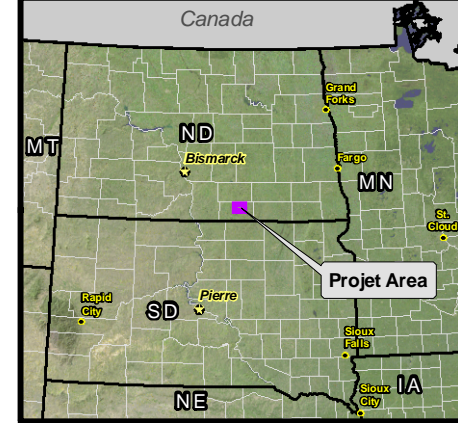 Canada
Grand
Forks
MT
ND
Bismarck
Fargo
MN
St.
Cloud
Projet Area
Rapid
City
Pierre
SD
Sioux
Falls
NE
Sioux
City
IA